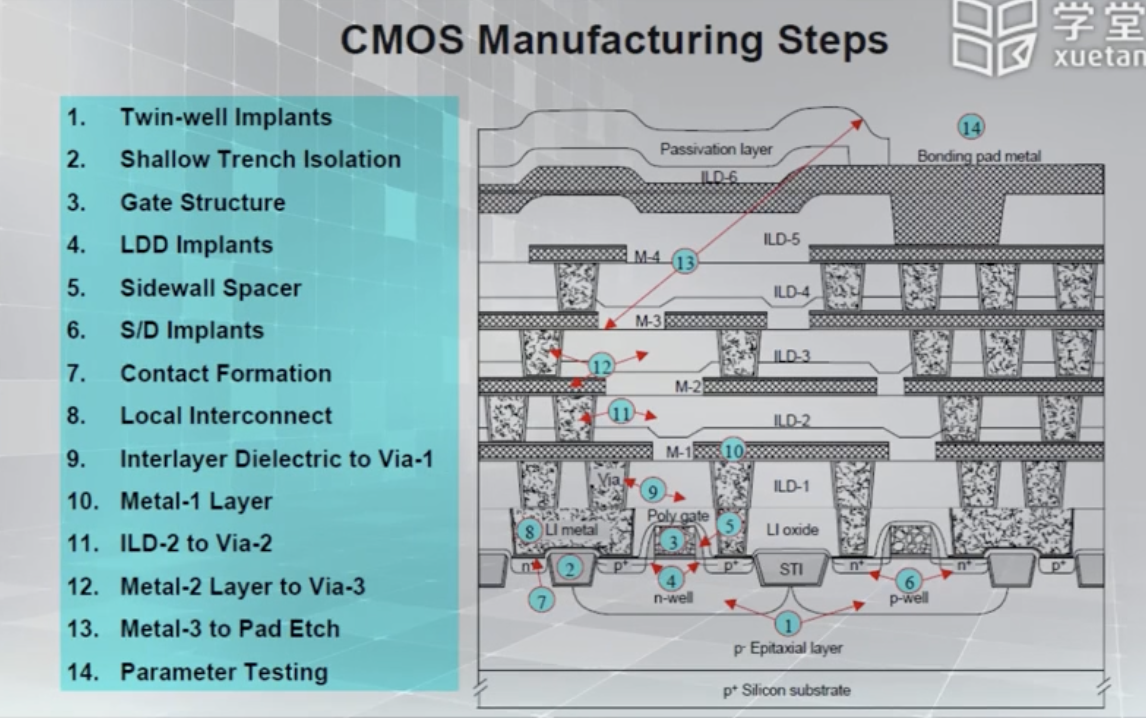 CMOS Manufacturing Steps
学堂
xuetan
1. Twin-well Implants
2. Shallow Trench Isolation
3. Gate Structure
4. LDD Implants
5. Sidewall Spacer
6. S/D Implants
7. Contact Formation
8. Local Interconnect
9. Interlayer Dielectric to Via-1
10. Metal-1 Layer
11. ILD-2 to Via-2
12. Metal-2 Layer to Via-3
13. Metal-3 to Pad Etch
14. Parameter Testing
14
Passivation layer
Bonding pad metal
ILD-6
ILD-5
M-4
13
ILD-4
M-3
ILD-3
12
M-2
11
ILD-2
M-1
10
Via
9
ILD-1
Poly gate
8
LI metal
3
5
LI oxide
n⁺
2
p⁺
4
p⁺
STI
n⁺
6
n⁺
p⁺
7
n-well
p-well
1
p⁻ Epitaxial layer
p⁺ Silicon substrate